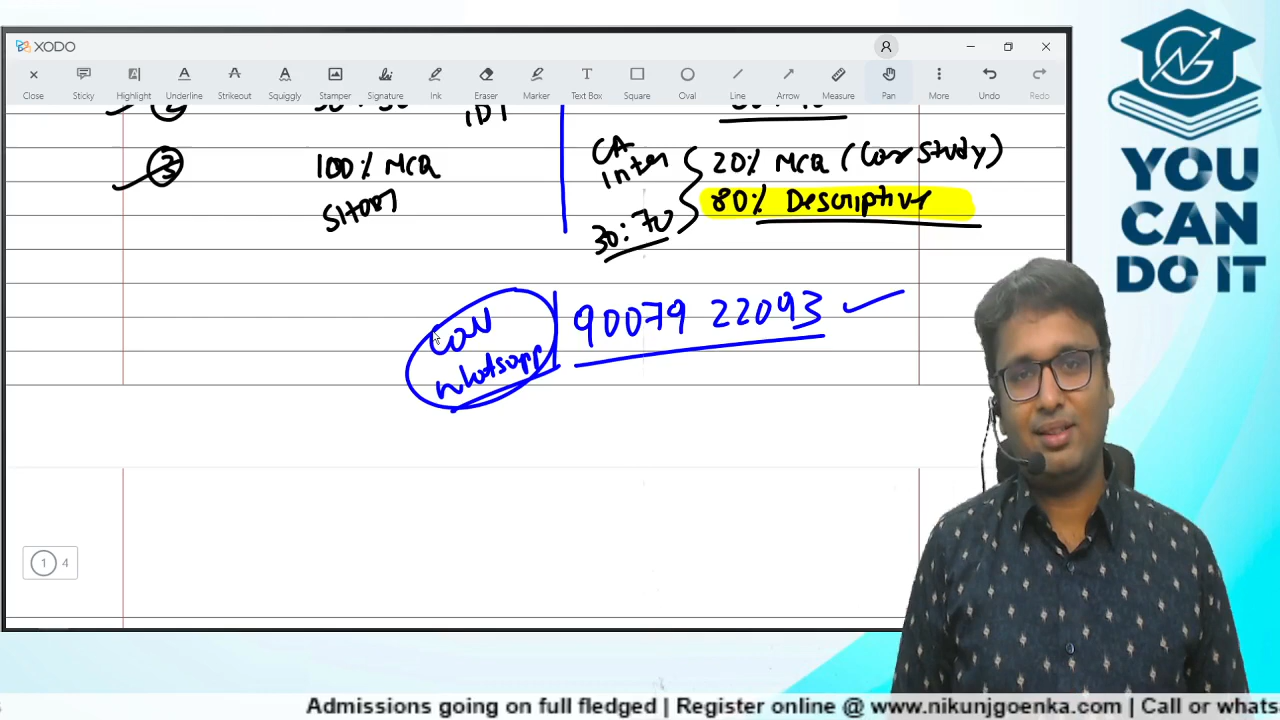 XODO
Close Sticky Highlight Underline Strikeout Squiggly Stamper Signature Ink Eraser Marker Text Box Square Oval Line Arrow Measure Pan More Undo Redo
3
100% MCQ
CA
Inter
20% MCQ (Case Study)
80% Descriptive
30:70
Call
Whatsapp
90079 22093
1 4
NG
YOU
CAN
DO IT
Admissions going on full fledged | Register online @ www.nikunjgoenka.com | Call or whats